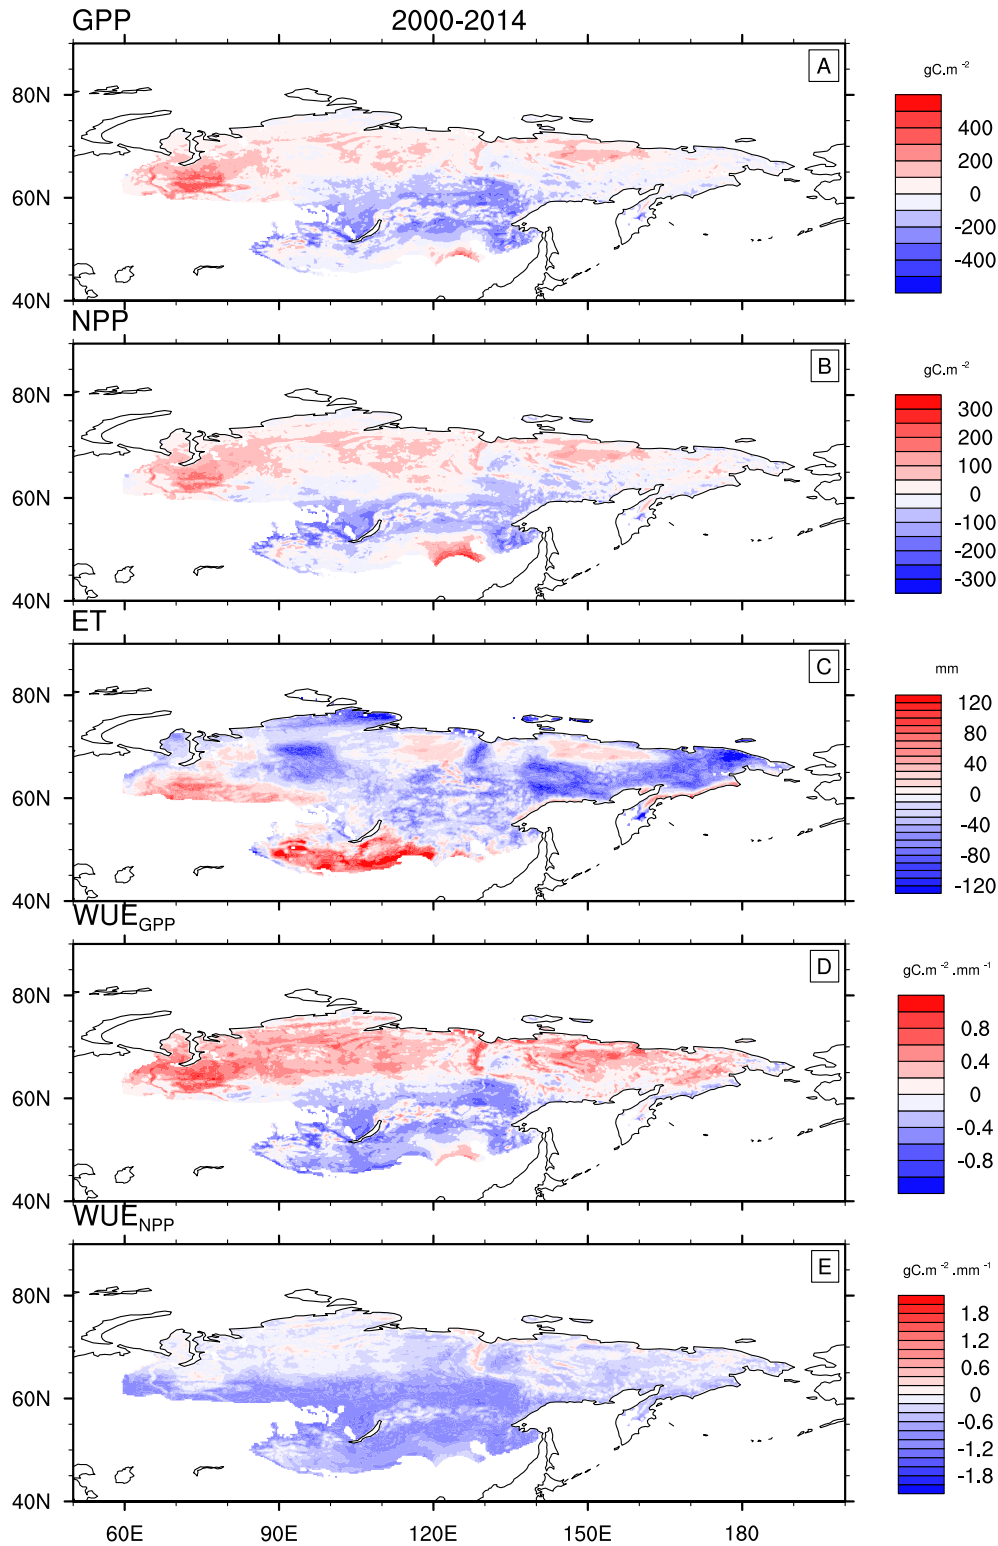 GPP 2000-2014
A
gC.m⁻²
80N
60N
40N
400
200
0
-200
-400
NPP
B
gC.m⁻²
80N
60N
40N
300
200
100
0
-100
-200
-300
ET
C
mm
80N
60N
40N
120
80
40
0
-40
-80
-120
WUE_GPP
D
gC.m⁻².mm⁻¹
80N
60N
40N
0.8
0.4
0
-0.4
-0.8
WUE_NPP
E
gC.m⁻².mm⁻¹
80N
60N
40N
1.8
1.2
0.6
0
-0.6
-1.2
-1.8
60E 90E 120E 150E 180